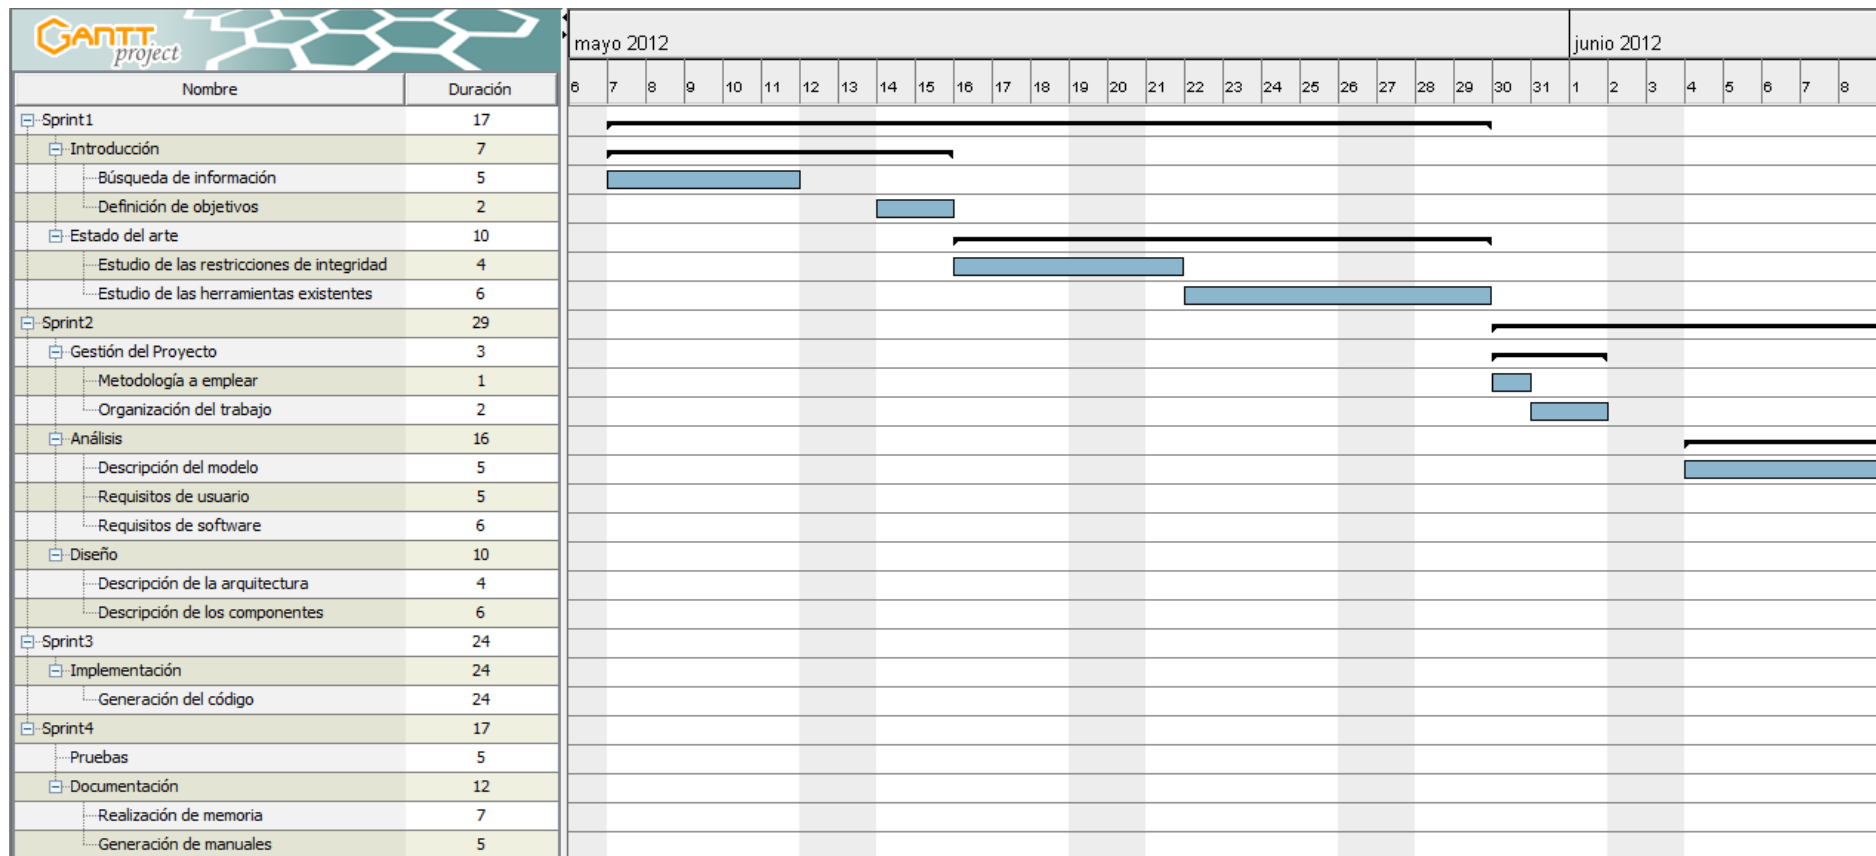 GANTT
project
mayo 2012 junio 2012
Nombre Duración 6 7 8 9 10 11 12 13 14 15 16 17 18 19 20 21 22 23 24 25 26 27 28 29 30 31 1 2 3 4 5 6 7 8
Sprint1 17
Introducción 7
Búsqueda de información 5
Definición de objetivos 2
Estado del arte 10
Estudio de las restricciones de integridad 4
Estudio de las herramientas existentes 6
Sprint2 29
Gestión del Proyecto 3
Metodología a emplear 1
Organización del trabajo 2
Análisis 16
Descripción del modelo 5
Requisitos de usuario 5
Requisitos de software 6
Diseño 10
Descripción de la arquitectura 4
Descripción de los componentes 6
Sprint3 24
Implementación 24
Generación del código 24
Sprint4 17
Pruebas 5
Documentación 12
Realización de memoria 7
Generación de manuales 5